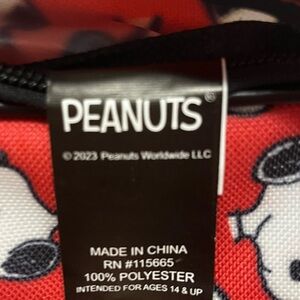 PEANUTS®
© 2023 Peanuts Worldwide LLC
MADE IN CHINA
RN #115665
100% POLYESTER
INTENDED FOR AGES 14 & UP